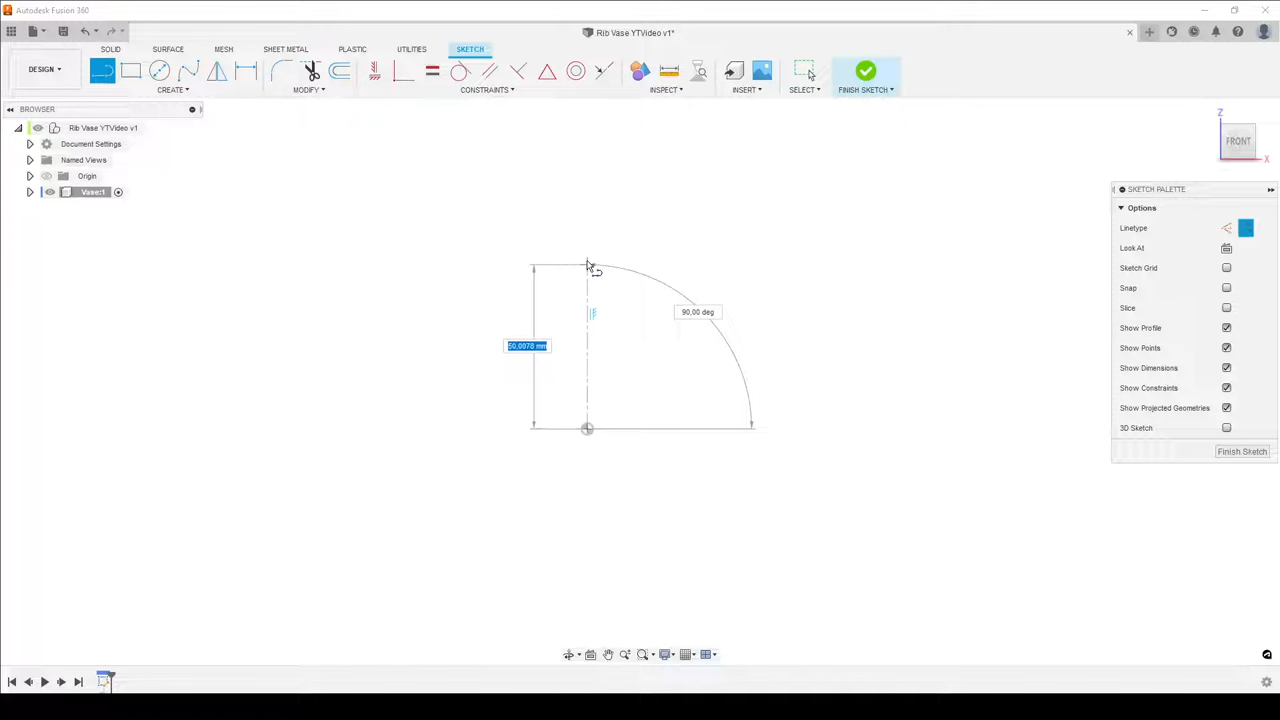 Autodesk Fusion 360
Rib Vase YTVideo v1*
SOLID
SURFACE
MESH
SHEET METAL
PLASTIC
UTILITIES
SKETCH
DESIGN
CREATE
MODIFY
CONSTRAINTS
INSPECT
INSERT
SELECT
FINISH SKETCH
BROWSER
Rib Vase YTVideo v1
Document Settings
Named Views
Origin
Vase:1
Z
FRONT
X
SKETCH PALETTE
Options
Linetype
Look At
Sketch Grid
Snap
Slice
Show Profile
Show Points
Show Dimensions
Show Constraints
Show Projected Geometries
3D Sketch
Finish Sketch
90,00 deg
50,0078 mm